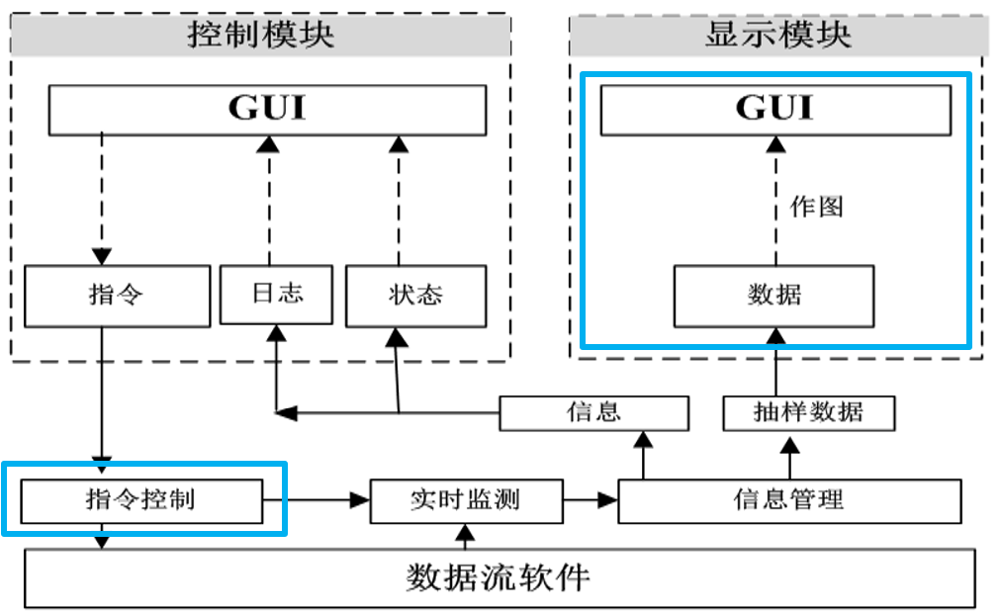 控制模块
显示模块
GUI
GUI
作图
指令
日志
状态
数据
信息
抽样数据
指令控制
实时监测
信息管理
数据流软件